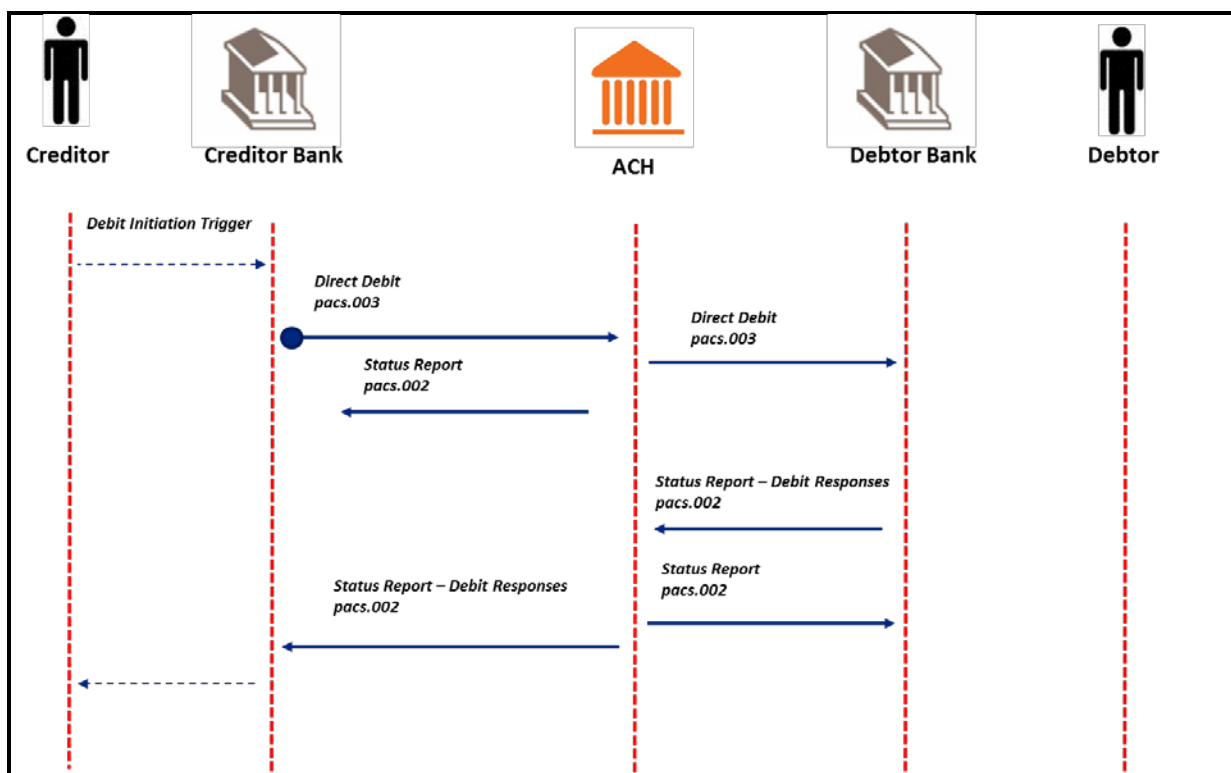 Creditor
Creditor Bank
ACH
Debtor Bank
Debtor
Debit Initiation Trigger
Direct Debit
pacs.003
Direct Debit
pacs.003
Status Report
pacs.002
Status Report – Debit Responses
pacs.002
Status Report
pacs.002
Status Report – Debit Responses
pacs.002